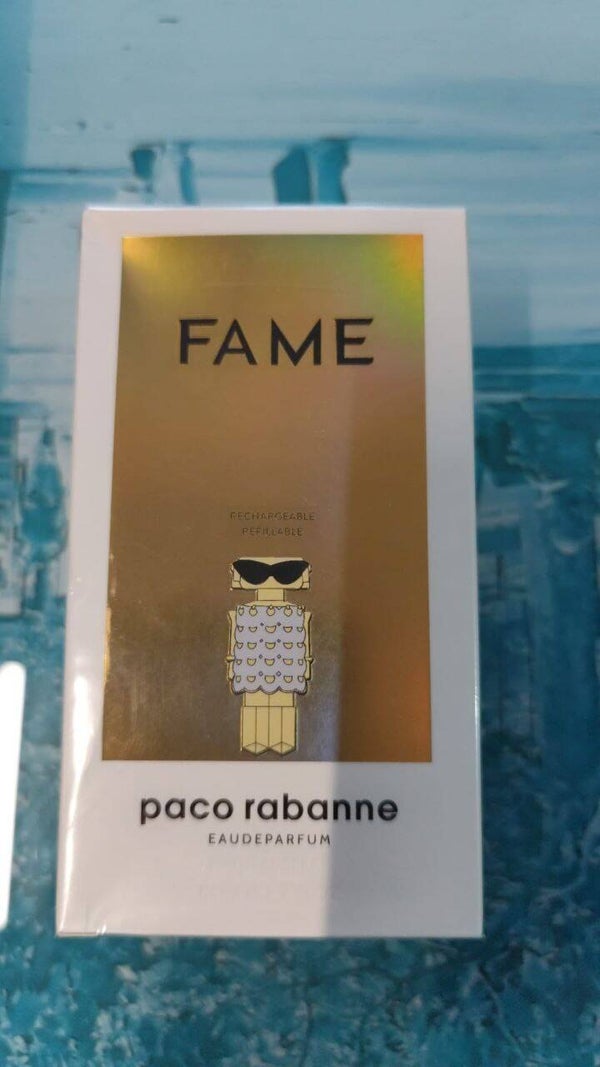 FAME
RECHARGEABLE
REFILLABLE
paco rabanne
EAUDEPARFUM